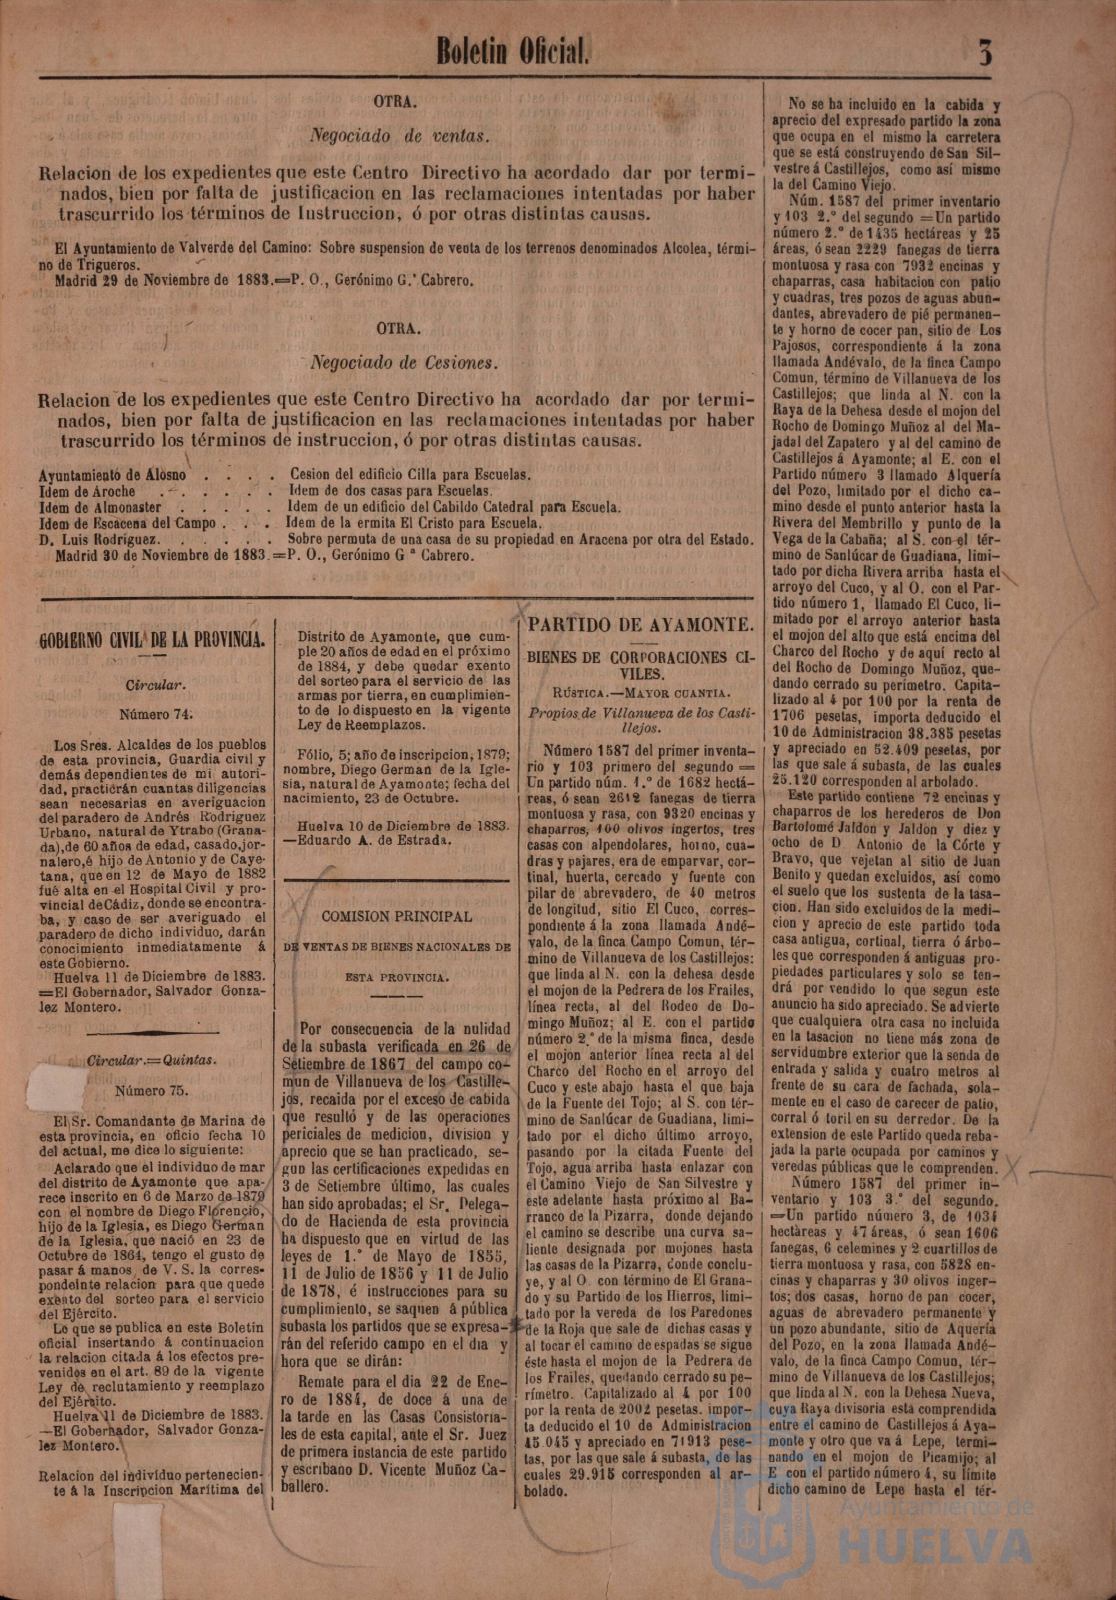 Boletin Oficial.
3
OTRA.
Negociado de ventas.
Relacion de los expedientes que este Centro Directivo ha acordado dar por termi-
nados, bien por falta de justificacion en las reclamaciones intentadas por haber
trascurrido los términos de Instruccion, ó por otras distintas causas.
El Ayuntamiento de Valverde del Camino: Sobre suspension de venta de los terrenos denominados Alcolea, térmi-
no de Trigueros.
Madrid 29 de Noviembre de 1883.=P. O., Gerónimo G.ª Cabrero.
OTRA.
Negociado de Cesiones.
Relacion de los expedientes que este Centro Directivo ha acordado dar por termi-
nados, bien por falta de justificacion en las reclamaciones intentadas por haber
trascurrido los términos de instruccion, ó por otras distintas causas.
Ayuntamiento de Alosno . . . . Cesion del edificio Cilla para Escuelas.
Idem de Aroche . . . . . . Idem de dos casas para Escuelas.
Idem de Almonaster . . . . . Idem de un edificio del Cabildo Catedral para Escuela.
Idem de Escacena del Campo . . . Idem de la ermita El Cristo para Escuela.
D. Luis Rodríguez. . . . . . Sobre permuta de una casa de su propiedad en Aracena por otra del Estado.
Madrid 30 de Noviembre de 1883.=P. O., Gerónimo G ª Cabrero.
GOBIERNO CIVIL DE LA PROVINCIA.
Circular.
Número 74.
Los Sres. Alcaldes de los pueblos
de esta provincia, Guardia civil y
demás dependientes de mi autori-
dad, practicrán cuantas diligencias
sean necesarias en averiguacion
del paradero de Andrés Rodriguez
Urbano, natural de Ytrabo (Grana-
da), de 60 años de edad, casado, jor-
nalero, é hijo de Antonio y de Caye-
tana, que en 12 de Mayo de 1882
fué alta en el Hospital Civil y pro-
vincial de Cádiz, donde se encontra-
ba, y caso de ser averiguado el
paradero de dicho individuo, darán
conocimiento inmediatamente á
este Gobierno.
Huelva 11 de Diciembre de 1883.
=El Gobernador, Salvador Gonza-
lez Montero.
Circular.=Quintas.
Número 75.
El Sr. Comandante de Marina de
esta provincia, en oficio fecha 10
del actual, me dice lo siguiente:
Aclarado que el individuo de mar
del distrito de Ayamonte que apa-
rece inscrito en 6 de Marzo de 1879
con el nombre de Diego Florencio,
hijo de la Iglesia, es Diego German
de la Iglesia, que nació en 23 de
Octubre de 1864, tengo el gusto de
pasar á manos de V. S. la corres-
pondeinte relacion para que quede
exento del sorteo para el servicio
del Ejército.
Lo que se publica en este Boletin
oficial insertando á continuacion
la relacion citada á los efectos pre-
venidos en el art. 89 de la vigente
Ley de reclutamiento y reemplazo
del Ejército.
Huelva 11 de Diciembre de 1883.
—El Gobernador, Salvador Gonza-
lez Montero.
Relacion del indivíduo pertenecien-
te á la Inscripcion Marítima del
Distrito de Ayamonte, que cum-
ple 20 años de edad en el próximo
de 1884, y debe quedar exento
del sorteo para el servicio de las
armas por tierra, en cumplimien-
to de lo dispuesto en la vigente
Ley de Reemplazos.
Fólio, 5; año de inscripcion, 1879;
nombre, Diego German de la Igle-
sia, natural de Ayamonte; fecha del
nacimiento, 23 de Octubre.
Huelva 10 de Diciembre de 1883.
—Eduardo A. de Estrada.
COMISION PRINCIPAL
DE VENTAS DE BIENES NACIONALES DE
ESTA PROVINCIA.
Por consecuencia de la nulidad
de la subasta verificada en 26 de
Setiembre de 1867 del campo co-
mun de Villanueva de los Castille-
jos, recaida por el exceso de cabida
que resultó y de las operaciones
periciales de medicion, division y
aprecio que se han practicado, se-
gun las certificaciones expedidas en
3 de Setiembre último, las cuales
han sido aprobadas; el Sr. Delega-
do de Hacienda de esta provincia
ha dispuesto que en virtud de las
leyes de 1.º de Mayo de 1855,
11 de Julio de 1856 y 11 de Julio
de 1878, é instrucciones para su
cumplimiento, se saquen á pública
subasta los partidos que se expresa-
rán del referido campo en el dia y
hora que se dirán:
Remate para el dia 22 de Ene-
ro de 1884, de doce á una de
la tarde en las Casas Consistoria-
les de esta capital, ante el Sr. Juez
de primera instancia de este partido
y escribano D. Vicente Muñoz Ca-
ballero.
PARTIDO DE AYAMONTE.
BIENES DE CORPORACIONES CI-
VILES.
RÚSTICA.—MAYOR CUANTIA.
Propios de Villanueva de los Casti-
llejos.
Número 1587 del primer inventa-
rio y 103 primero del segundo =
Un partido núm. 1.º de 1682 hectá-
reas, ó sean 2612 fanegas de tierra
montuosa y rasa, con 9320 encinas y
chaparros, 400 olivos ingertos, tres
casas con alpendolares, horno, cua-
dras y pajares, era de emparvar, cor-
tinal, huerta, cercado y fuente con
pilar de abrevadero, de 40 metros
de longitud, sitio El Cuco, corres-
pondiente á la zona llamada Andé-
valo, de la finca Campo Comun, tér-
mino de Villanueva de los Castillejos:
que linda al N. con la dehesa desde
el mojon de la Pedrera de los Frailes,
línea recta, al del Rodeo de Do-
mingo Muñoz; al E. con el partido
número 2.º de la misma finca, desde
el mojon anterior línea recta al del
Charco del Rocho en el arroyo del
Cuco y este abajo hasta el que baja
de la Fuente del Tojo; al S. con tér-
mino de Sanlúcar de Guadiana, limi-
tado por el dicho último arroyo,
pasando por la citada Fuente del
Tojo, agua arriba hasta enlazar con
el Camino Viejo de San Silvestre y
este adelante hasta próximo al Ba-
rranco de la Pizarra, donde dejando
el camino se describe una curva sa-
liente designada por mojones hasta
las casas de la Pizarra, donde conclu-
ye, y al O. con término de El Grana-
do y su Partido de los Hierros, limi-
tado por la vereda de los Paredones
de la Roja que sale de dichas casas y
al tocar el camino de espadas se sigue
éste hasta el mojon de la Pedrera de
los Frailes, quedando cerrado su pe-
rímetro. Capitalizado al 4 por 100
por la renta de 2002 pesetas. impor-
ta deducido el 10 de Administracion
45.045 y apreciado en 71913 pese-
tas, por las que sale á subasta, de las
cuales 29.915 corresponden al ar-
bolado.
No se ha incluido en la cabida y
aprecio del expresado partido la zona
que ocupa en el mismo la carretera
que se está construyendo de San Sil-
vestre á Castillejos, como así mismo
la del Camino Viejo.
Núm. 1587 del primer inventario
y 103 2.º del segundo =Un partido
número 2.º de 1435 hectáreas y 25
áreas, ó sean 2229 fanegas de tierra
montuosa y rasa con 7932 encinas y
chaparras, casa habitacion con patio
y cuadras, tres pozos de aguas abun-
dantes, abrevadero de pié permanen-
te y horno de cocer pan, sitio de Los
Pajosos, correspondiente á la zona
llamada Andévalo, de la finca Campo
Comun, término de Villanueva de los
Castillejos; que linda al N. con la
Raya de la Dehesa desde el mojon del
Rocho de Domingo Muñoz al del Ma-
jadal del Zapatero y al del camino de
Castillejos á Ayamonte; al E. con el
Partido número 3 llamado Alquería
del Pozo, limitado por el dicho ca-
mino desde el punto anterior hasta la
Rivera del Membrillo y punto de la
Vega de la Cabaña; al S. con el tér-
mino de Sanlúcar de Guadiana, limi-
tado por dicha Rivera arriba hasta el
arroyo del Cuco, y al O. con el Par-
tido número 1, llamado El Cuco, li-
mitado por el arroyo anterior hasta
el mojon del alto que está encima del
Charco del Rocho y de aquí recto al
del Rocho de Domingo Muñoz, que-
dando cerrado su perímetro. Capita-
lizado al 4 por 100 por la renta de
1706 pesetas, importa deducido el
10 de Administracion 38.385 pesetas
y apreciado en 52.409 pesetas, por
las que sale á subasta, de las cuales
25.120 corresponden al arbolado.
Este partido contiene 72 encinas y
chaparros de los herederos de Don
Bartolomé Jaldon y Jaldon y diez y
ocho de D Antonio de la Córte y
Bravo, que vejetan al sitio de Juan
Benito y quedan excluidos, así como
el suelo que los sustenta de la tasa-
cion. Han sido excluidos de la medi-
cion y aprecio de este partido toda
casa antigua, cortinal, tierra ó árbo-
les que corresponden á antiguas pro-
piedades particulares y solo se ten-
drá por vendido lo que segun este
anuncio ha sido apreciado. Se advierte
que cualquiera otra casa no incluida
en la tasacion no tiene más zona de
servidumbre exterior que la senda de
entrada y salida y cuatro metros al
frente de su cara de fachada, sola-
mente en el caso de carecer de patio,
corral ó toril en su derredor. De la
extension de este Partido queda reba-
jada la parte ocupada por caminos y
veredas públicas que le comprenden.
Número 1587 del primer in-
ventario y 103 3.º del segundo.
=Un partido número 3, de 1034
hectàreas y 47 áreas, ó sean 1606
fanegas, 6 celemines y 2 cuartillos de
tierra montuosa y rasa, con 5828 en-
cinas y chaparras y 30 olivos inger-
tos; dos casas, horno de pan cocer,
aguas de abrevadero permanente y
un pozo abundante, sitio de Aquería
del Pozo, en la zona llamada Andé-
valo, de la finca Campo Comun, tér-
mino de Villanueva de los Castillejos;
que linda al N. con la Dehesa Nueva,
cuya Raya divisoria está comprendida
entre el camino de Castillejos á Aya-
monte y otro que va á Lepe, termi-
nando en el mojon de Picamijo; al
E con el partido número 4, su límite
dicho camino de Lepe hasta el tér-
Ayuntamiento de
HUELVA